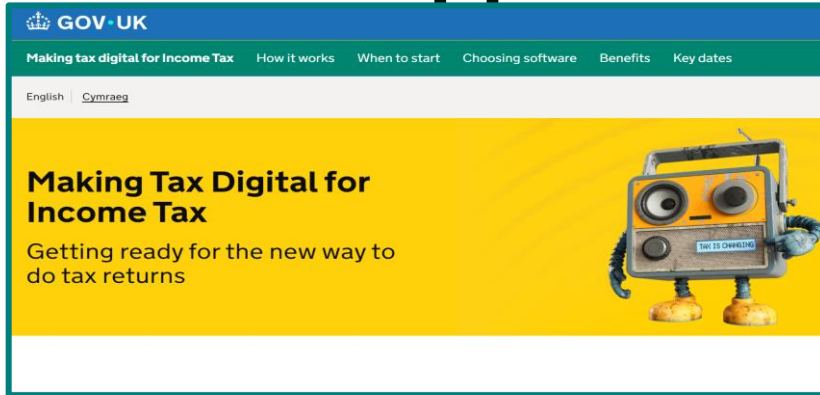 GOV·UK
Making tax digital for Income Tax How it works When to start Choosing software Benefits Key dates
English Cymraeg
Making Tax Digital for
Income Tax
Getting ready for the new way to
do tax returns
TAX IS CHANGING